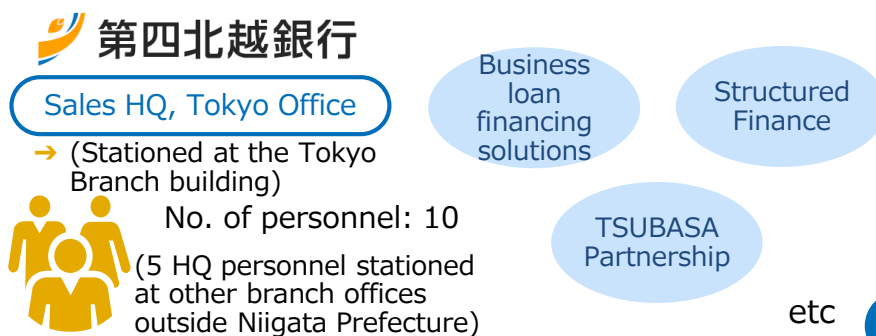 第四北越銀行
Sales HQ, Tokyo Office
➔ (Stationed at the Tokyo
Branch building)
No. of personnel: 10
(5 HQ personnel stationed
at other branch offices
outside Niigata Prefecture)
Business
loan
financing
solutions
Structured
Finance
TSUBASA
Partnership
etc